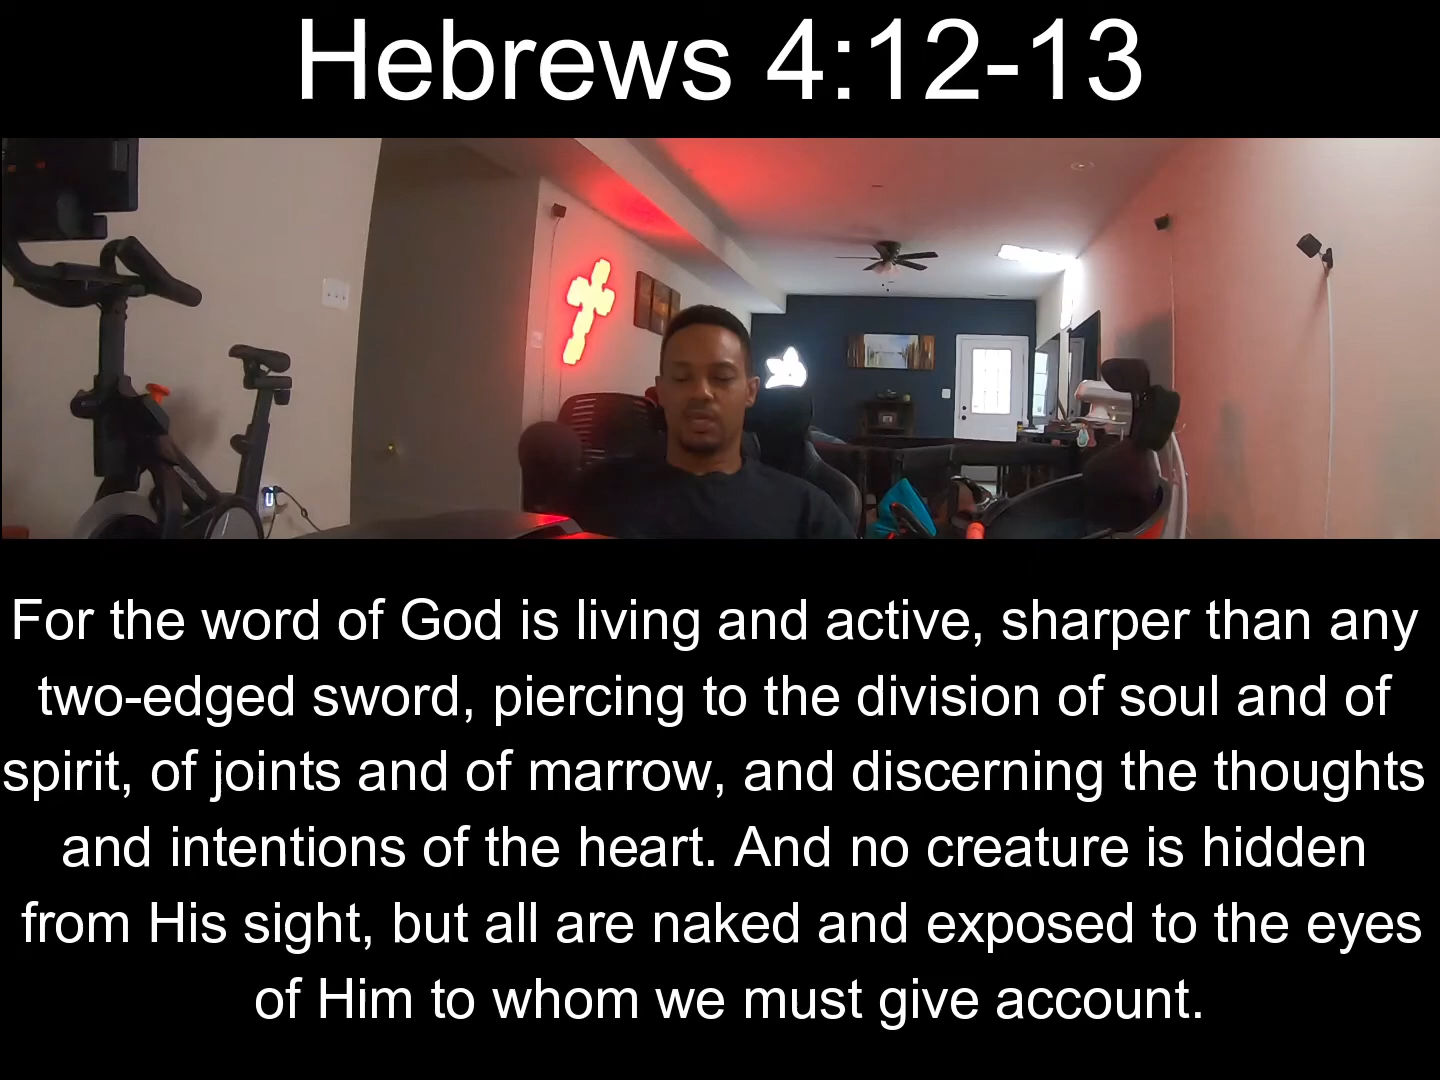 Hebrews 4:12-13
For the word of God is living and active, sharper than any
two-edged sword, piercing to the division of soul and of
spirit, of joints and of marrow, and discerning the thoughts
and intentions of the heart. And no creature is hidden
from His sight, but all are naked and exposed to the eyes
of Him to whom we must give account.